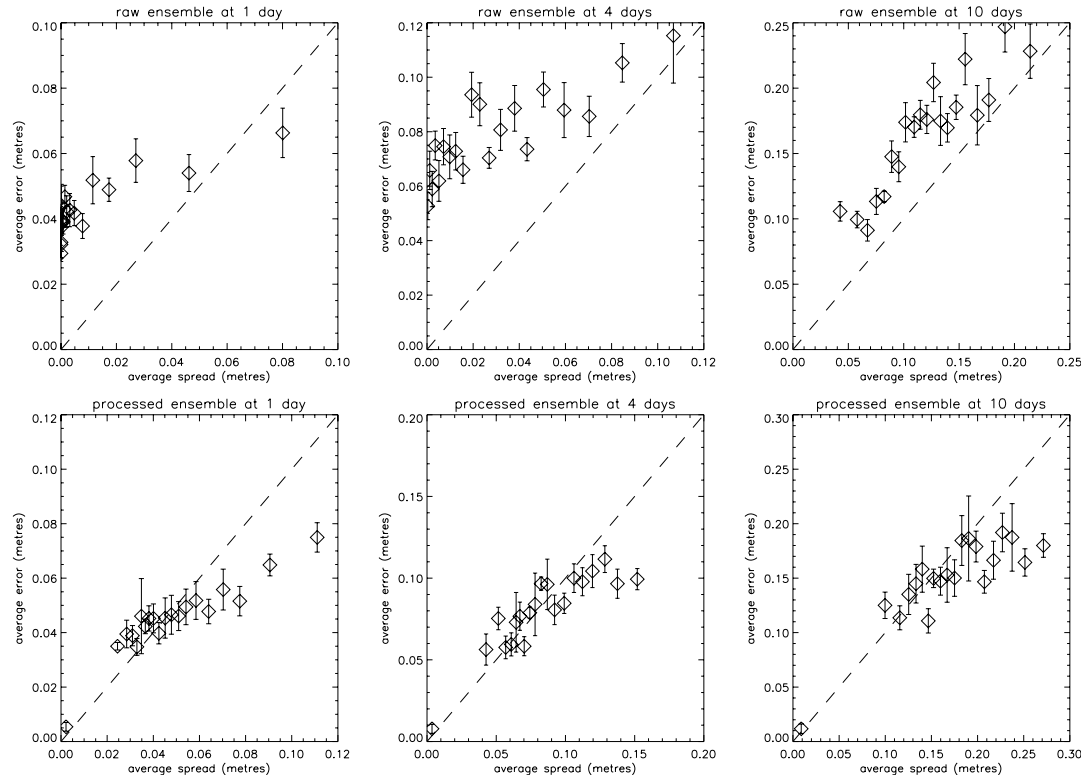 raw ensemble at 1 day
0.10
0.08
0.06
0.04
0.02
0.00
average error (metres)
0.00 0.02 0.04 0.06 0.08 0.10
average spread (metres)
raw ensemble at 4 days
0.12
0.10
0.08
0.06
0.04
0.02
0.00
average error (metres)
0.00 0.02 0.04 0.06 0.08 0.10 0.12
average spread (metres)
raw ensemble at 10 days
0.25
0.20
0.15
0.10
0.05
0.00
average error (metres)
0.00 0.05 0.10 0.15 0.20 0.25
average spread (metres)
processed ensemble at 1 day
0.12
0.10
0.08
0.06
0.04
0.02
0.00
average error (metres)
0.00 0.02 0.04 0.06 0.08 0.10 0.12
average spread (metres)
processed ensemble at 4 days
0.20
0.15
0.10
0.05
0.00
average error (metres)
0.00 0.05 0.10 0.15 0.20
average spread (metres)
processed ensemble at 10 days
0.30
0.25
0.20
0.15
0.10
0.05
0.00
average error (metres)
0.00 0.05 0.10 0.15 0.20 0.25 0.30
average spread (metres)